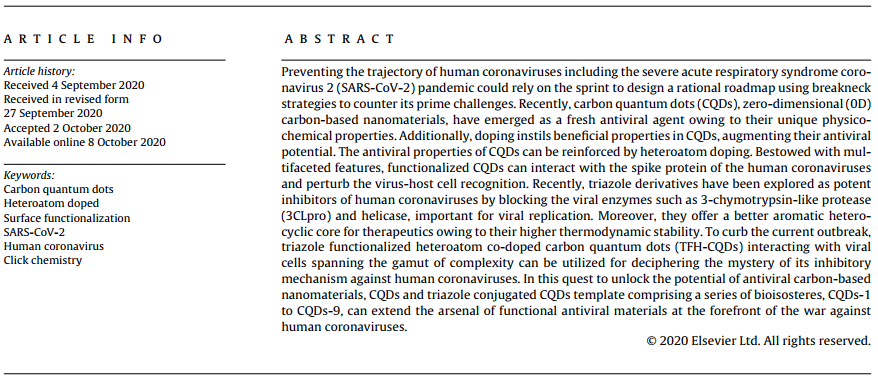 ARTICLE INFO
Article history:
Received 4 September 2020
Received in revised form
27 September 2020
Accepted 2 October 2020
Available online 8 October 2020
Keywords:
Carbon quantum dots
Heteroatom doped
Surface functionalization
SARS-CoV-2
Human coronavirus
Click chemistry
ABSTRACT
Preventing the trajectory of human coronaviruses including the severe acute respiratory syndrome coro-
navirus 2 (SARS-CoV-2) pandemic could rely on the sprint to design a rational roadmap using breakneck
strategies to counter its prime challenges. Recently, carbon quantum dots (CQDs), zero-dimensional (0D)
carbon-based nanomaterials, have emerged as a fresh antiviral agent owing to their unique physico-
chemical properties. Additionally, doping instils beneficial properties in CQDs, augmenting their antiviral
potential. The antiviral properties of CQDs can be reinforced by heteroatom doping. Bestowed with mul-
tifaceted features, functionalized CQDs can interact with the spike protein of the human coronaviruses
and perturb the virus-host cell recognition. Recently, triazole derivatives have been explored as potent
inhibitors of human coronaviruses by blocking the viral enzymes such as 3-chymotrypsin-like protease
(3CLpro) and helicase, important for viral replication. Moreover, they offer a better aromatic hetero-
cyclic core for therapeutics owing to their higher thermodynamic stability. To curb the current outbreak,
triazole functionalized heteroatom co-doped carbon quantum dots (TFH-CQDs) interacting with viral
cells spanning the gamut of complexity can be utilized for deciphering the mystery of its inhibitory
mechanism against human coronaviruses. In this quest to unlock the potential of antiviral carbon-based
nanomaterials, CQDs and triazole conjugated CQDs template comprising a series of bioisosteres, CQDs-1
to CQDs-9, can extend the arsenal of functional antiviral materials at the forefront of the war against
human coronaviruses.
© 2020 Elsevier Ltd. All rights reserved.